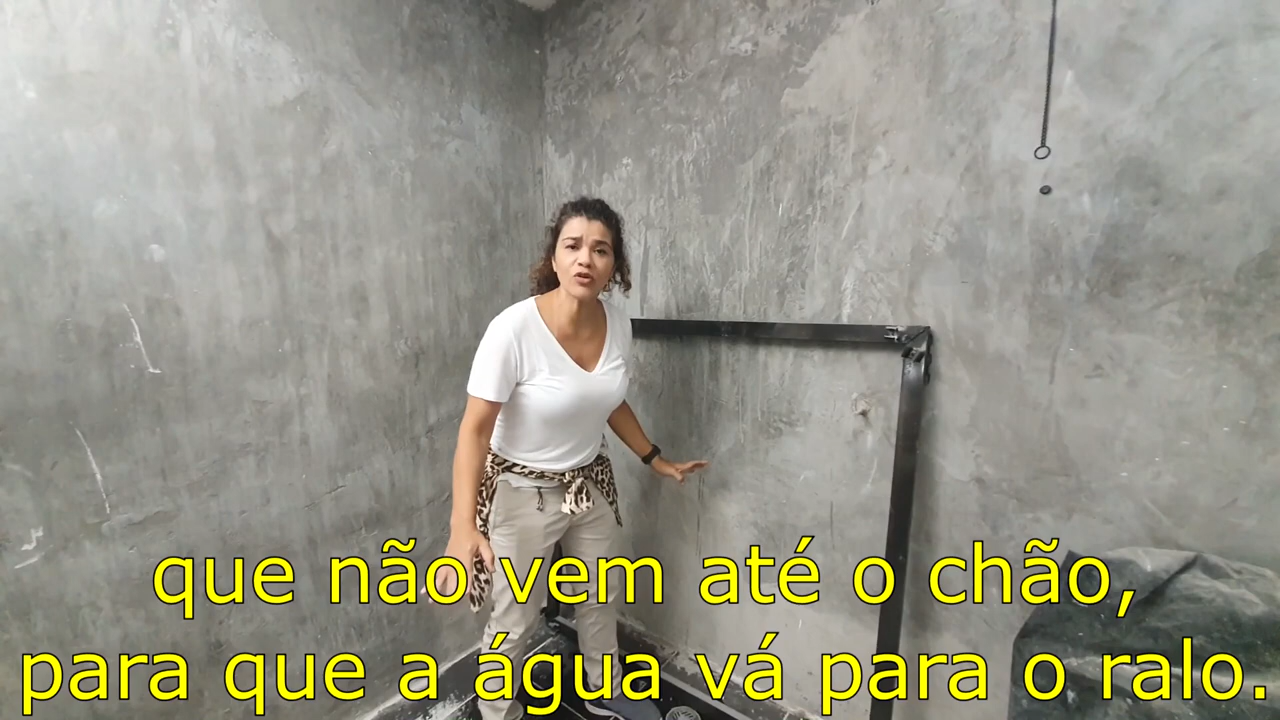 que não vem até o chão,
para que a água vá para o ralo.